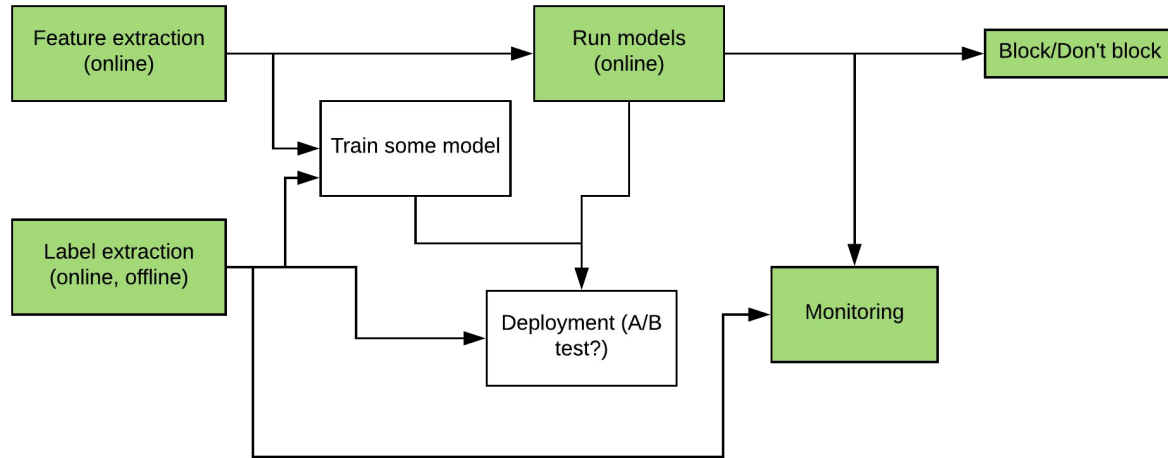 Feature extraction
(online)
Run models
(online)
Block/Don't block
Train some model
Label extraction
(online, offline)
Deployment (A/B
test?)
Monitoring